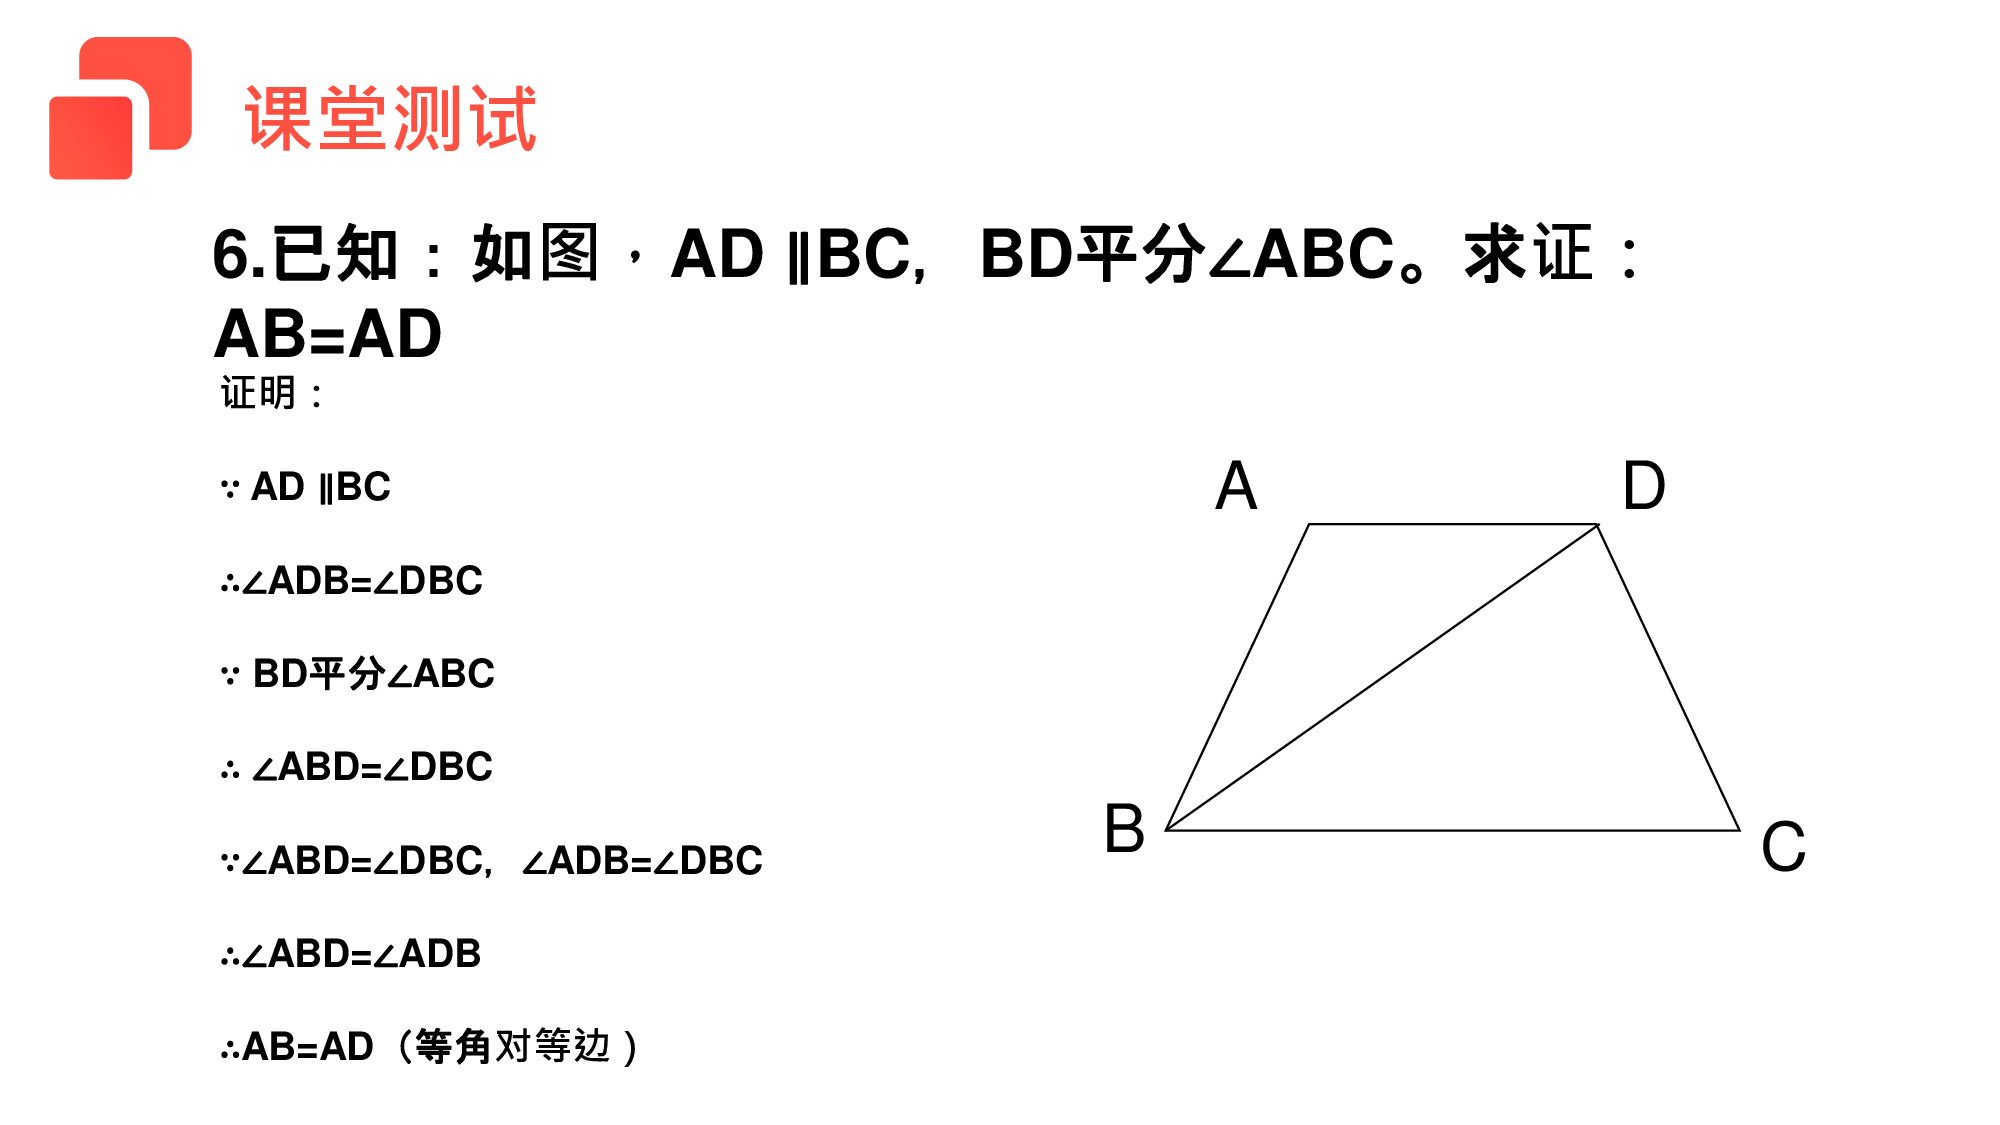 课堂测试
6.已知：如图，AD ∥BC,  BD平分∠ABC。求证：
AB=AD
证明：
∵ AD ∥BC
∴∠ADB=∠DBC
∵ BD平分∠ABC
∴ ∠ABD=∠DBC
∵∠ABD=∠DBC,  ∠ADB=∠DBC
∴∠ABD=∠ADB
∴AB=AD（等角对等边）
A
D
B
C